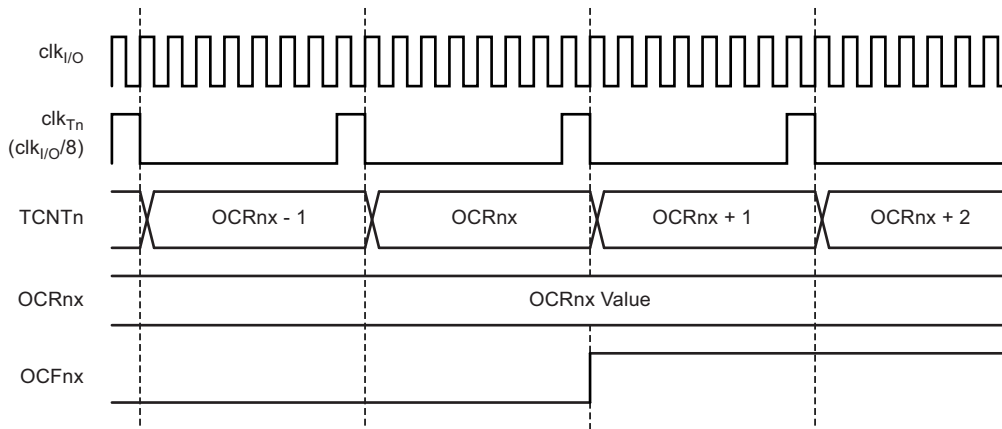 clkI/O
clkTn
(clkI/O/8)
TCNTn
OCRnx - 1
OCRnx
OCRnx + 1
OCRnx + 2
OCRnx
OCRnx Value
OCFnx